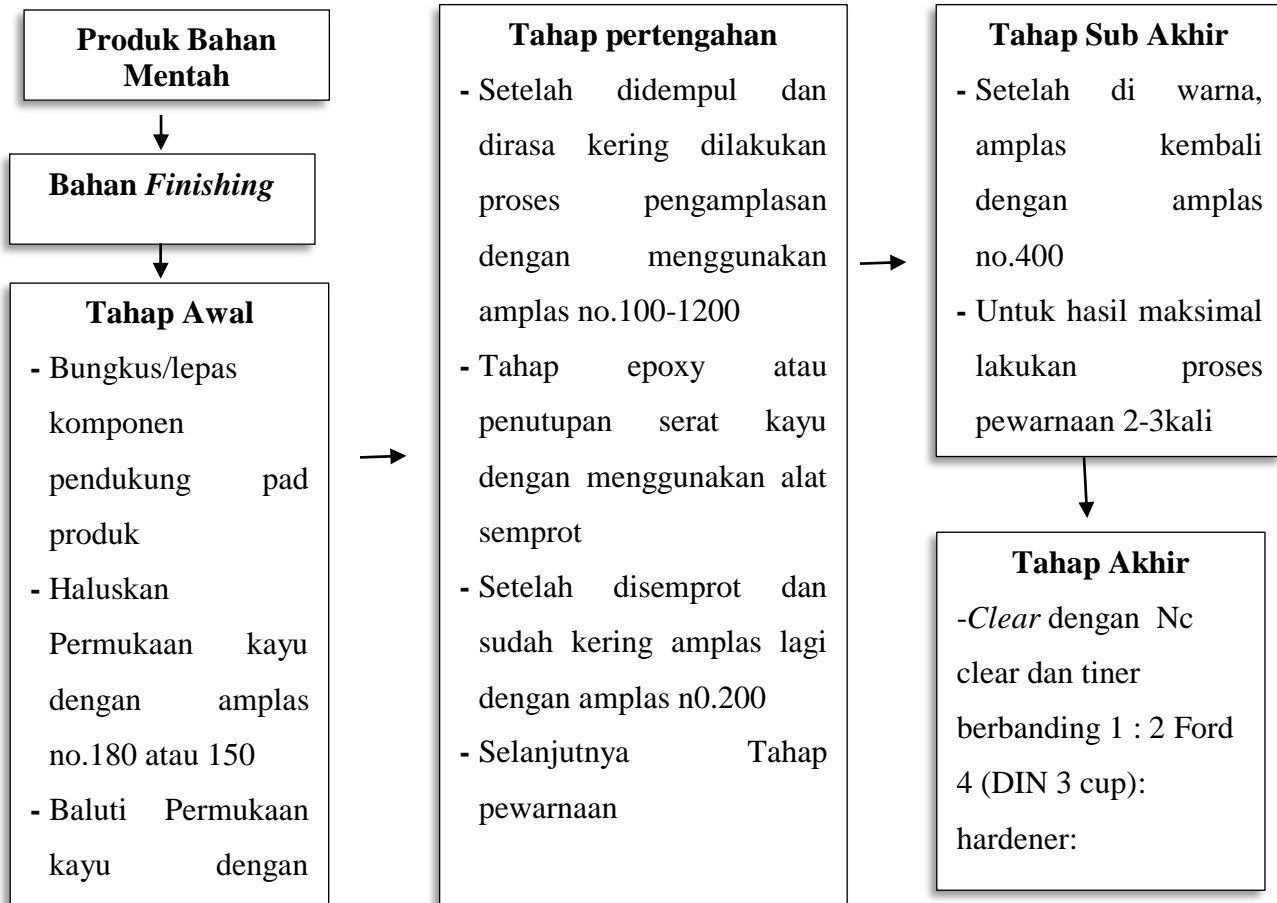 Produk Bahan
Mentah
Bahan Finishing
Tahap Awal
- Bungkus/lepas
komponen
pendukung pad
produk
- Haluskan
Permukaan kayu
dengan amplas
no.180 atau 150
- Baluti Permukaan
kayu dengan
Tahap pertengahan
- Setelah didempul dan
dirasa kering dilakukan
proses pengamplasan
dengan menggunakan
amplas no.100-1200
- Tahap epoxy atau
penutupan serat kayu
dengan menggunakan alat
semprot
- Setelah disemprot dan
sudah kering amplas lagi
dengan amplas n0.200
- Selanjutnya Tahap
pewarnaan
Tahap Sub Akhir
- Setelah di warna,
amplas kembali
dengan amplas
no.400
- Untuk hasil maksimal
lakukan proses
pewarnaan 2-3kali
Tahap Akhir
-Clear dengan Nc
clear dan tiner
berbanding 1 : 2 Ford
4 (DIN 3 cup):
hardener: